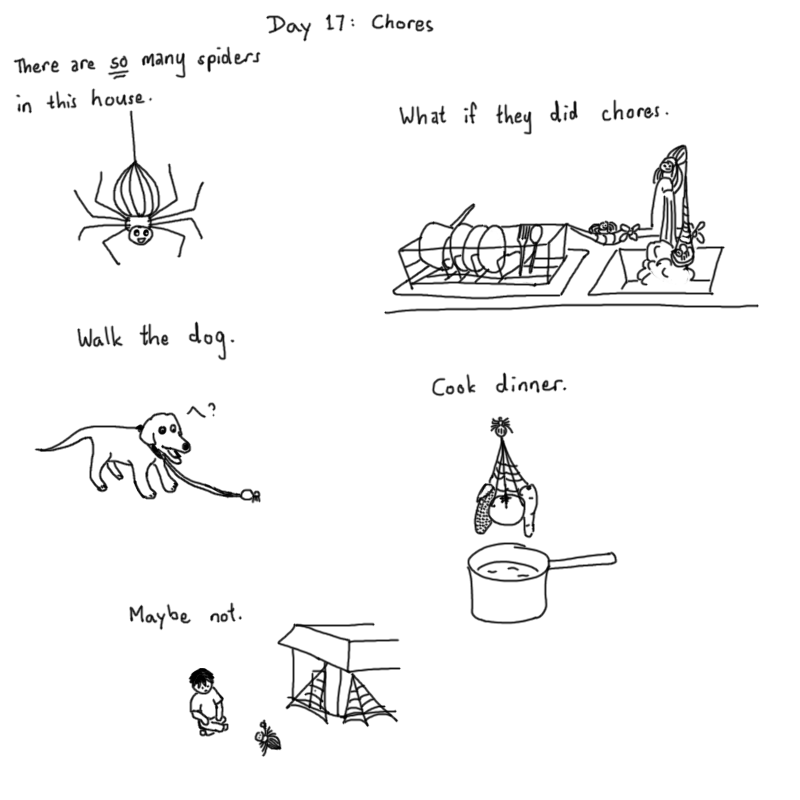 Day 17: Chores
There are so many spiders
in this house.
What if they did chores.
Walk the dog.
^?
Cook dinner.
Maybe not.